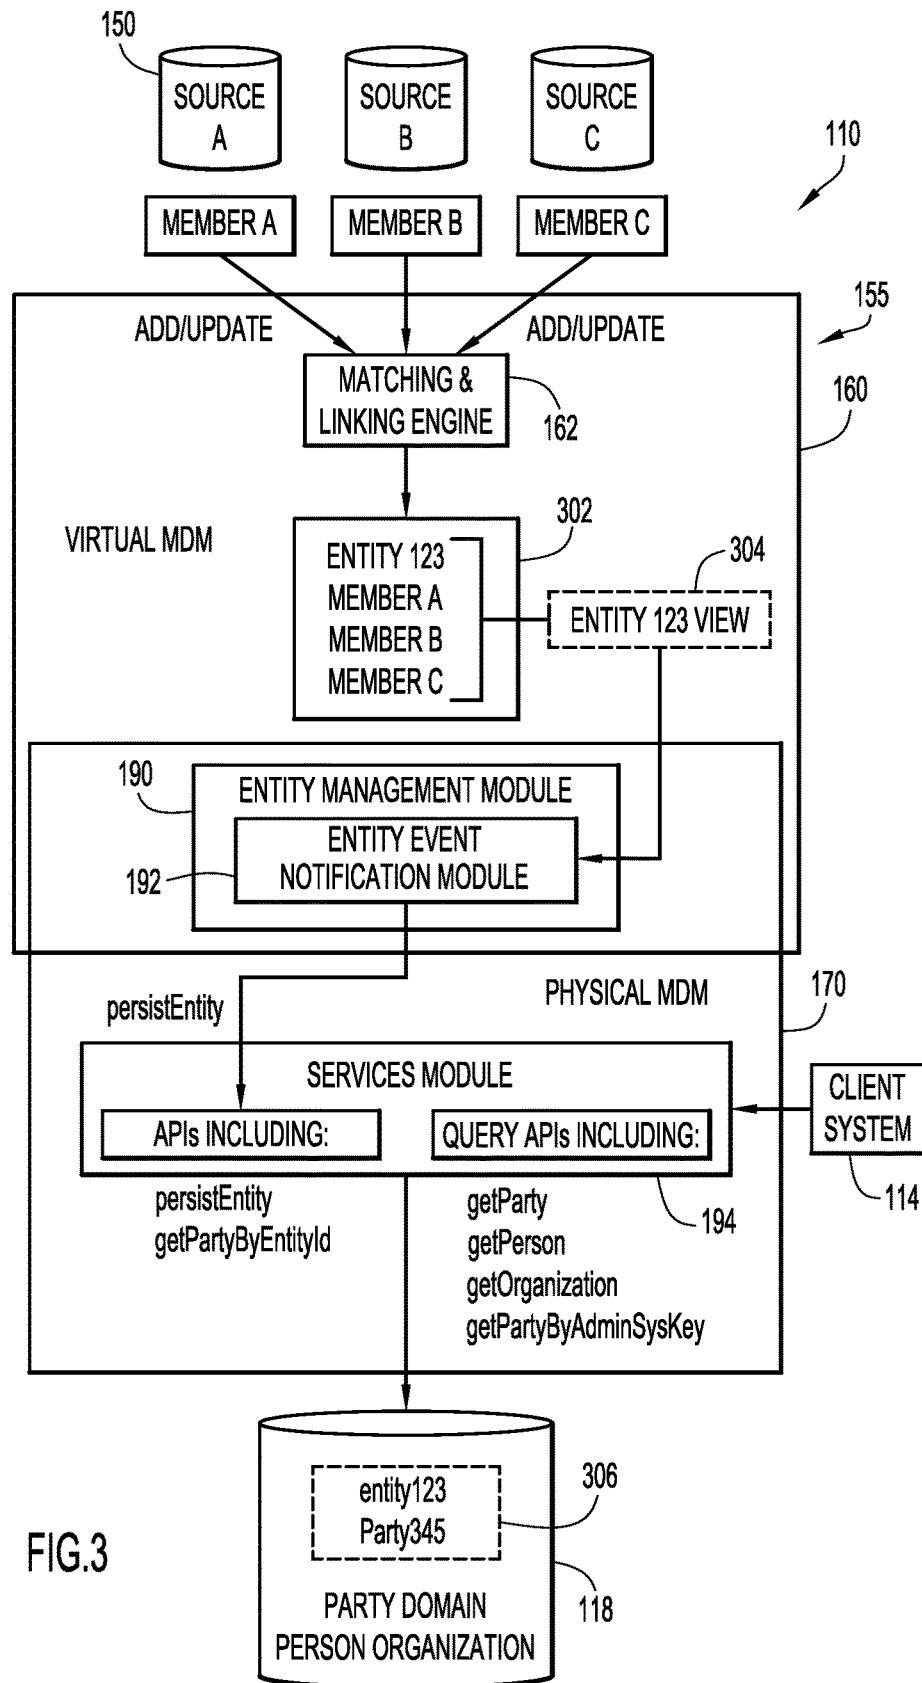 150
SOURCE A
SOURCE B
SOURCE C
110
MEMBER A
MEMBER B
MEMBER C
155
ADD/UPDATE
ADD/UPDATE
160
MATCHING &
LINKING ENGINE
162
302
VIRTUAL MDM
ENTITY 123
MEMBER A
MEMBER B
MEMBER C
304
ENTITY 123 VIEW
190
ENTITY MANAGEMENT MODULE
ENTITY EVENT
NOTIFICATION MODULE
192
persistEntity
PHYSICAL MDM
170
SERVICES MODULE
APIs INCLUDING:
QUERY APIs INCLUDING:
CLIENT
SYSTEM
114
194
persistEntity
getPartyByEntityId
getParty
getPerson
getOrganization
getPartyByAdminSysKey
entity123
Party345
306
118
PARTY DOMAIN
PERSON ORGANIZATION
FIG.3